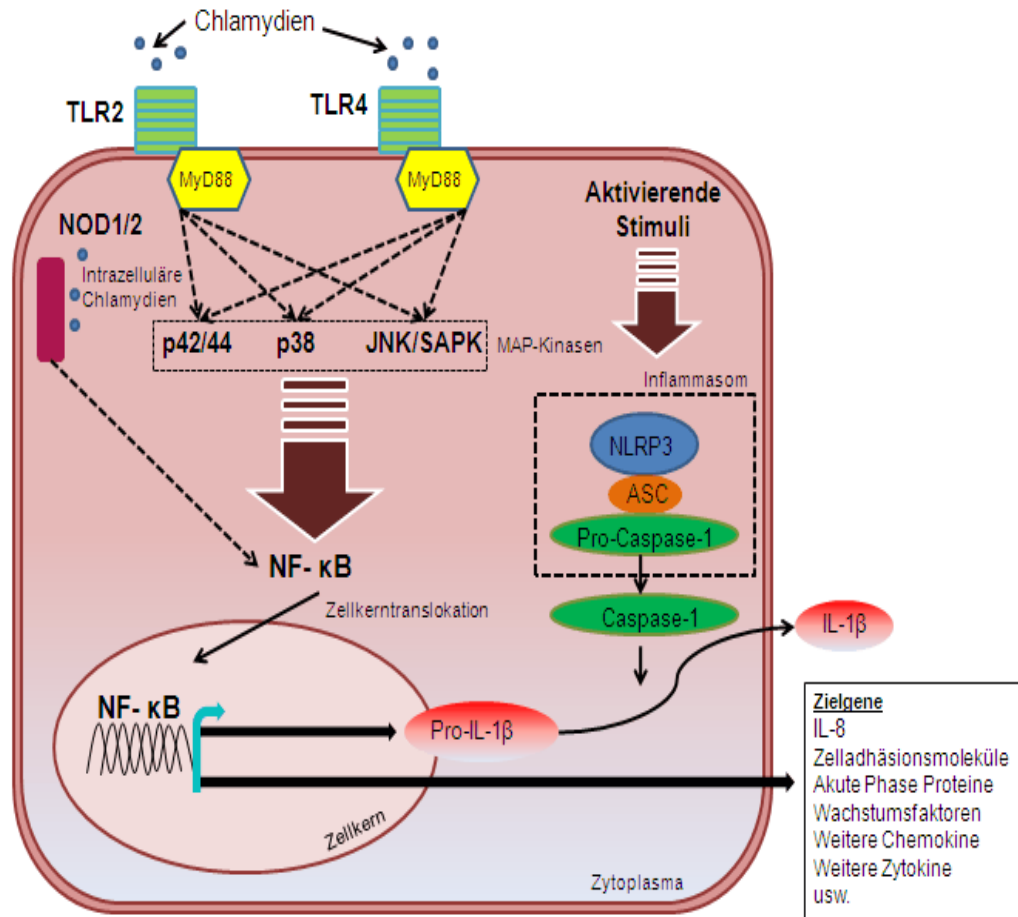 Chlamydien
TLR2
TLR4
MyD88
MyD88
NOD1/2
Intrazelluläre
Chlamydien
Aktivierende
Stimuli
p42/44 p38 JNK/SAPK
MAP-Kinasen
Inflammasom
NLRP3
ASC
Pro-Caspase-1
Caspase-1
NF- κB
Zellkerntranslokation
IL-1β
NF- κB
Pro-IL-1β
Zellkern
Zytoplasma
Zielgene
IL-8
Zelladhäsionsmoleküle
Akute Phase Proteine
Wachstumsfaktoren
Weitere Chemokine
Weitere Zytokine
usw.